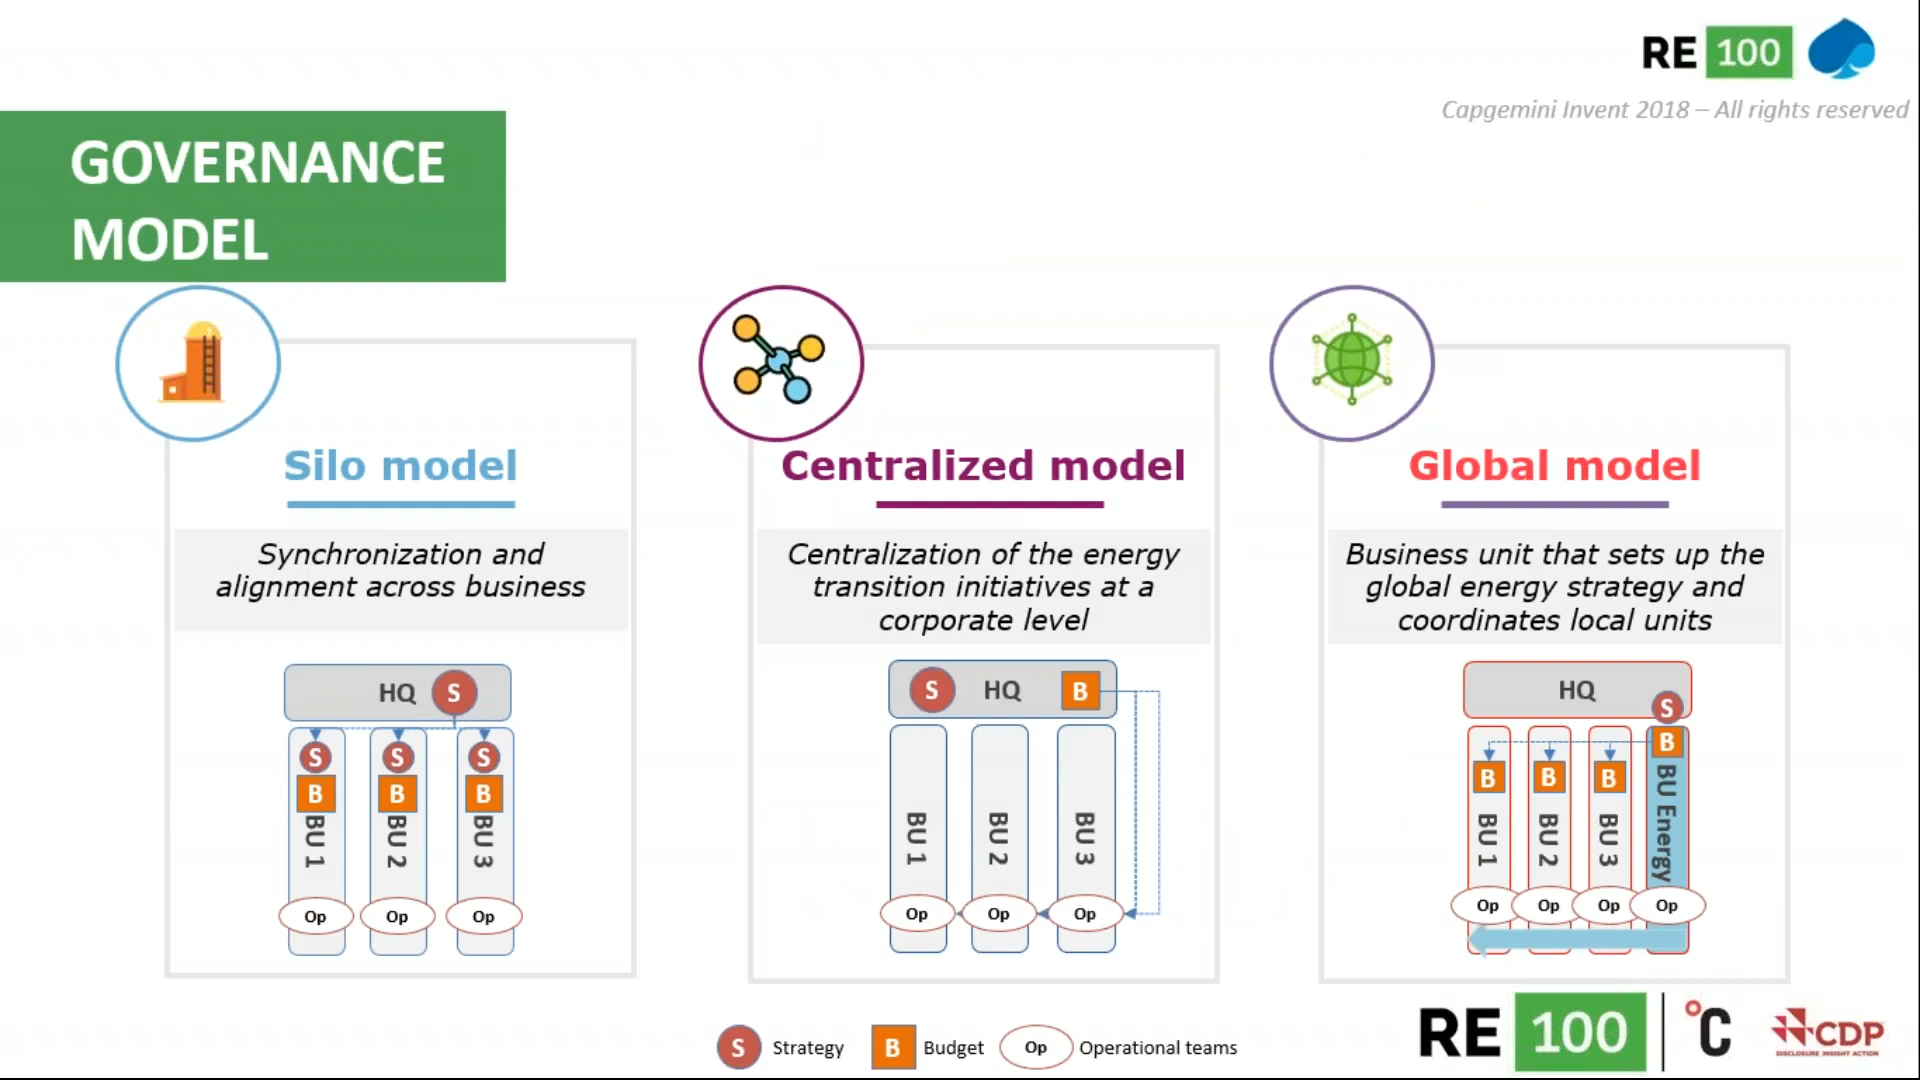 RE 100
Capgemini Invent 2018 – All rights reserved
GOVERNANCE
MODEL
Silo model
Synchronization and
alignment across business
HQ S
S S S
B B B
BU 1 BU 2 BU 3
Op Op Op
Centralized model
Centralization of the energy
transition initiatives at a
corporate level
S HQ B
BU 1 BU 2 BU 3
Op Op Op
Global model
Business unit that sets up the
global energy strategy and
coordinates local units
HQ
S
B
B B B
BU 1 BU 2 BU 3 BU Energy
Op Op Op Op
S Strategy B Budget Op Operational teams
RE 100 °C CDP
DISCLOSURE INSIGHT ACTION